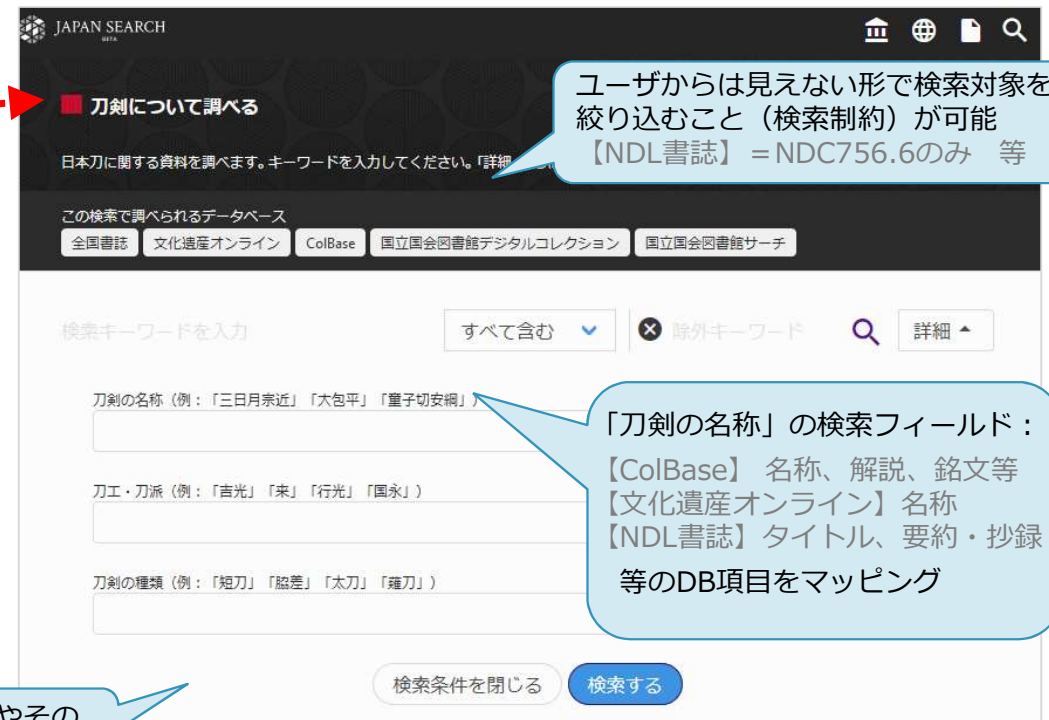 JAPAN SEARCH
BETA
刀剣について調べる
ユーザからは見えない形で検索対象を
絞り込むこと（検索制約）が可能
【NDL書誌】＝NDC756.6のみ　等
日本刀に関する資料を調べます。キーワードを入力してください。「詳細
この検索で調べられるデータベース
全国書誌 文化遺産オンライン ColBase 国立国会図書館デジタルコレクション 国立国会図書館サーチ
検索キーワードを入力 すべて含む 除外キーワード 詳細
刀剣の名称（例：「三日月宗近」「大包平」「童子切安綱」）
「刀剣の名称」の検索フィールド：
【ColBase】 名称、解説、銘文等
【文化遺産オンライン】名称
【NDL書誌】タイトル、要約・抄録
等のDB項目をマッピング
刀工・刀派（例：「吉光」「来」「行光」「国永」）
刀剣の種類（例：「短刀」「脇差」「太刀」「薙刀」）
検索条件を閉じる 検索する
やその